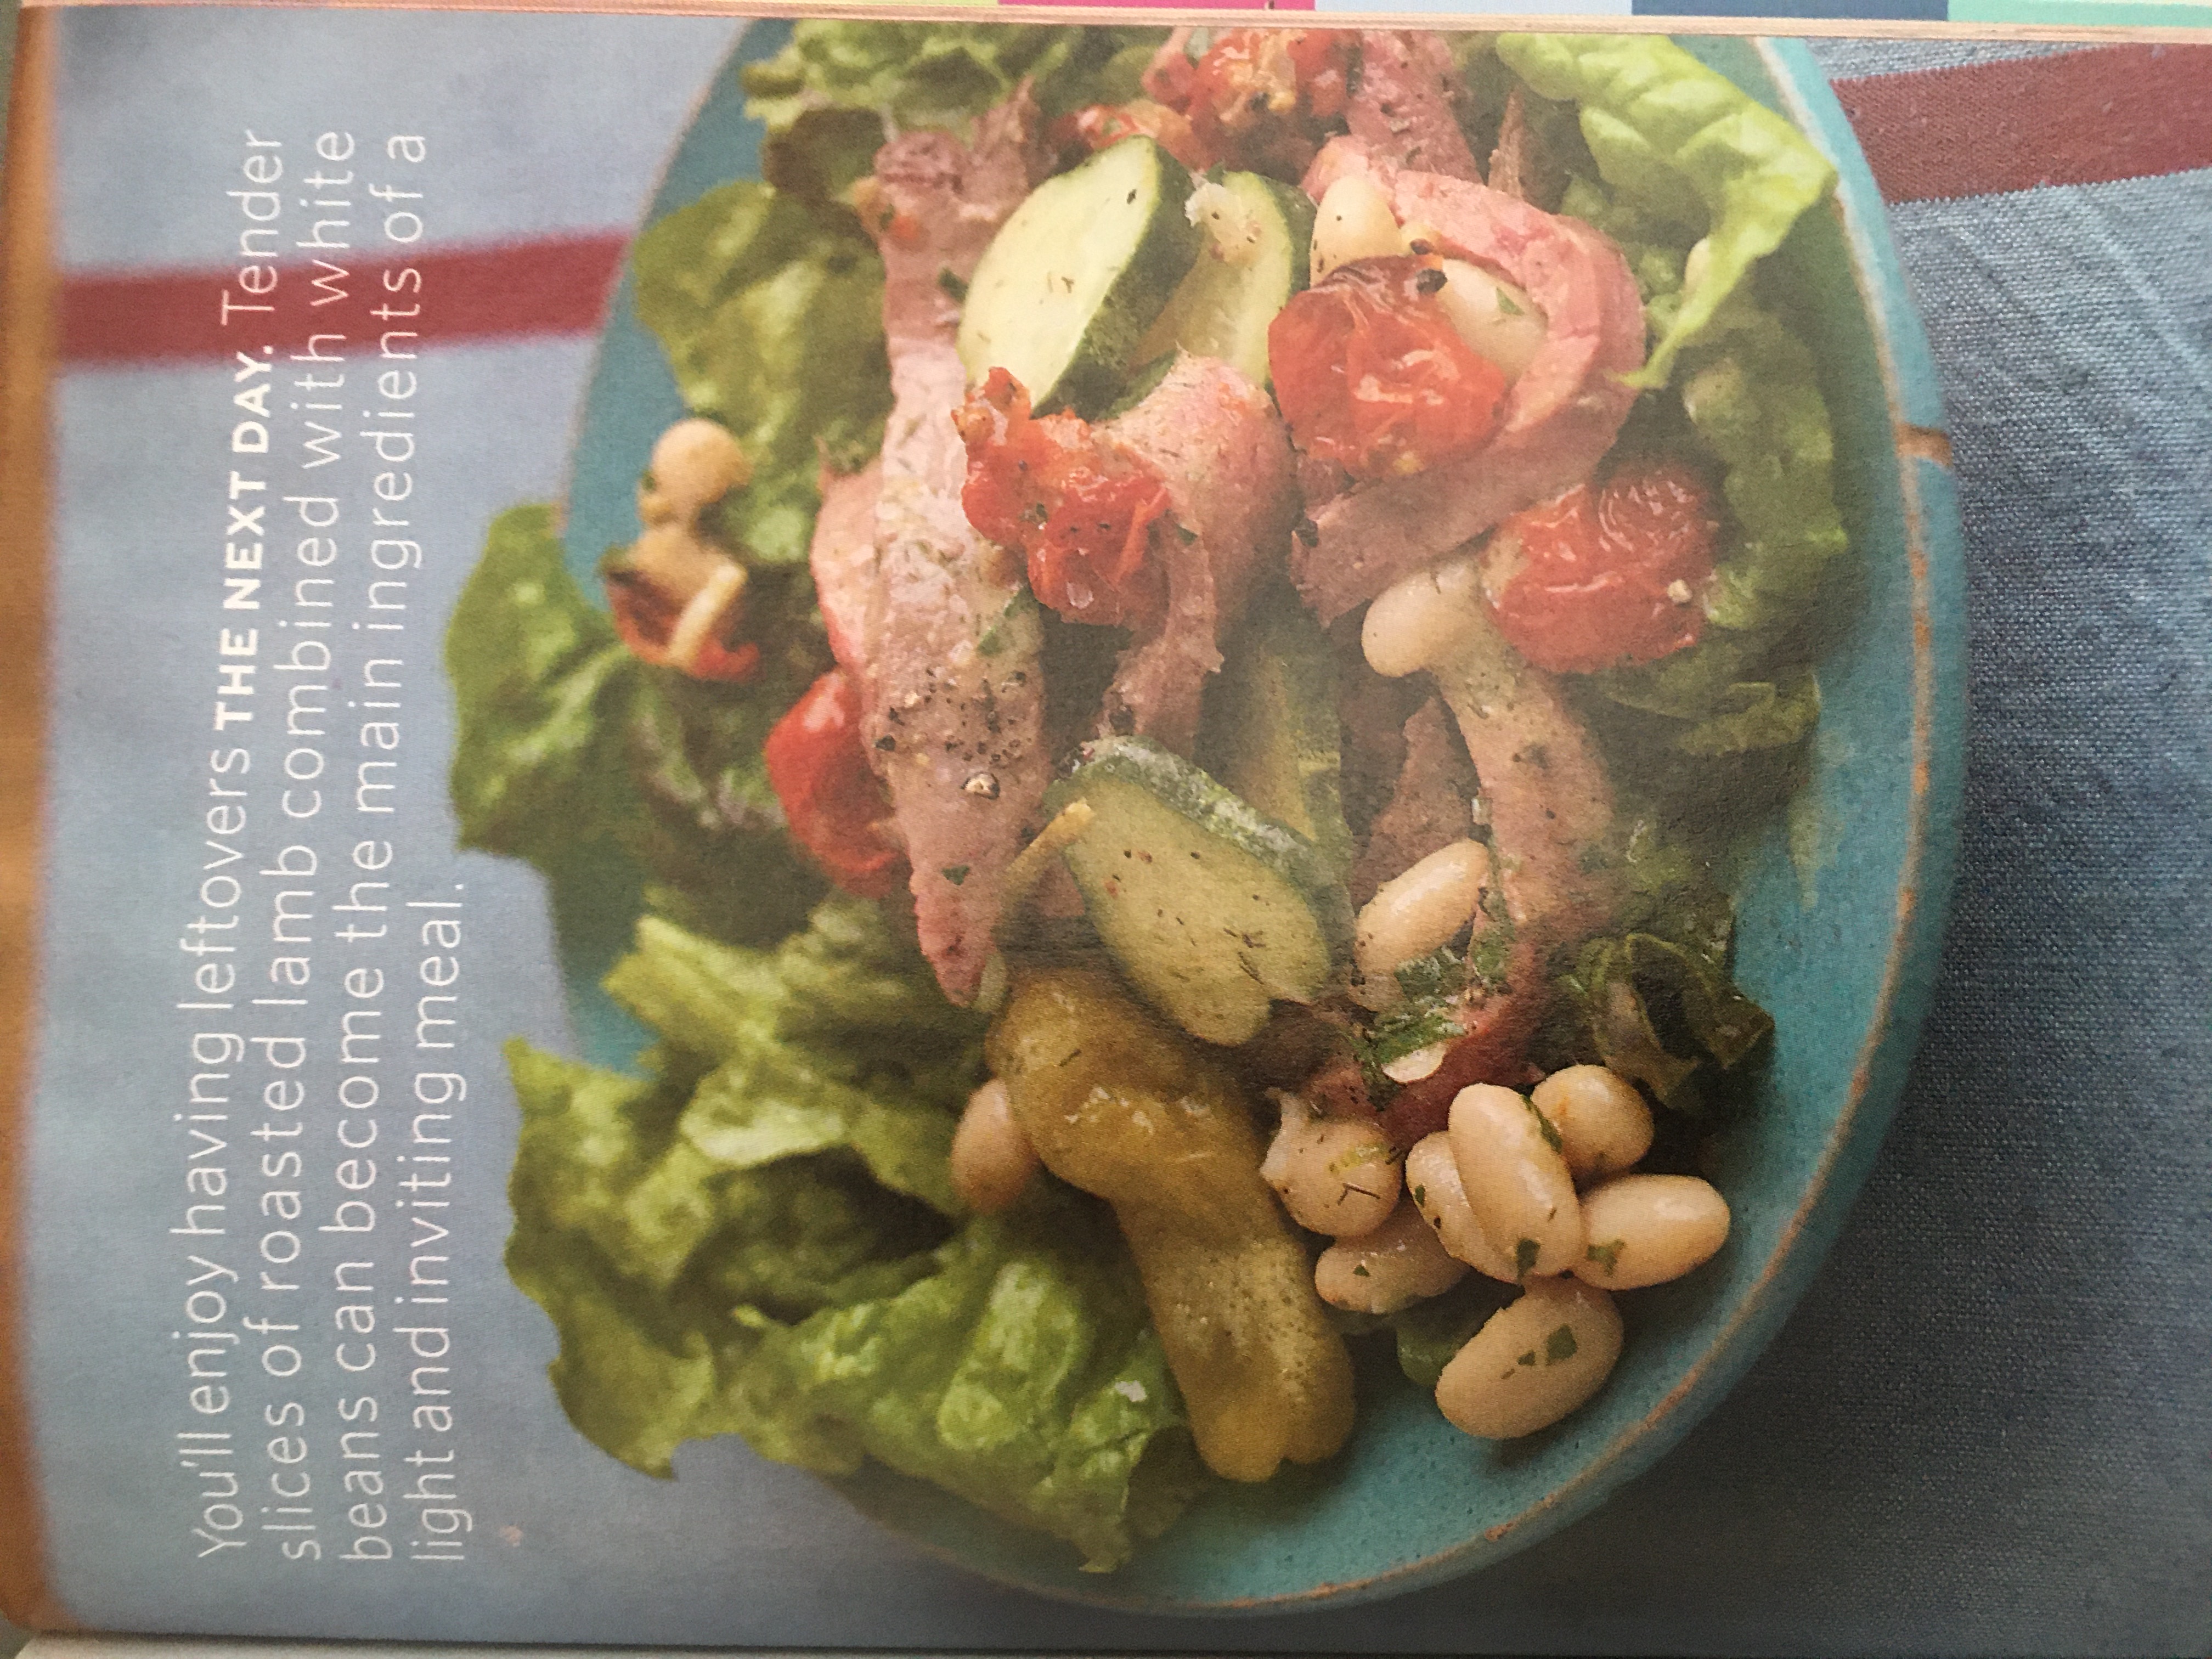 You'll enjoy having leftovers THE NEXT DAY. Tender
slices of roasted lamb combined with white
beans can become the main ingredients of a
light and inviting meal.